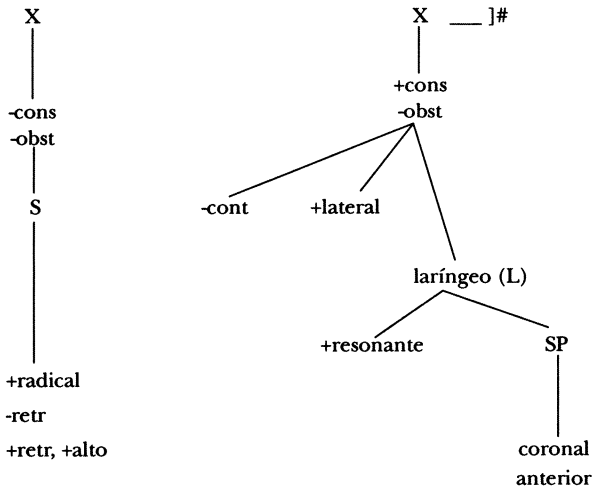 X
-cons
-obst
S
+radical
-retr
+retr, +alto
X ___ ]#
+cons
-obst
-cont +lateral
laríngeo (L)
+resonante SP
coronal
anterior